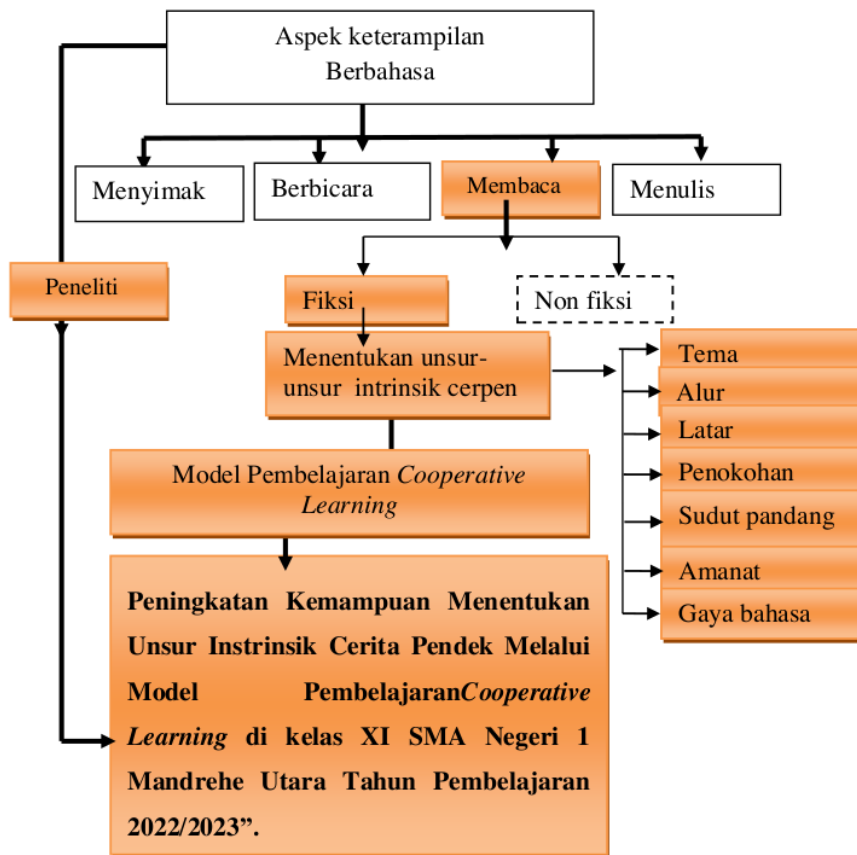 Aspek keterampilan
Berbahasa
Menyimak
Berbicara
Membaca
Menulis
Peneliti
Fiksi
Non fiksi
Menentukan unsur-
unsur intrinsik cerpen
Tema
Alur
Latar
Penokohan
Sudut pandang
Amanat
Gaya bahasa
Model Pembelajaran Cooperative
Learning
Peningkatan Kemampuan Menentukan
Unsur Instrinsik Cerita Pendek Melalui
Model PembelajaranCooperative
Learning di kelas XI SMA Negeri 1
Mandrehe Utara Tahun Pembelajaran
2022/2023”.